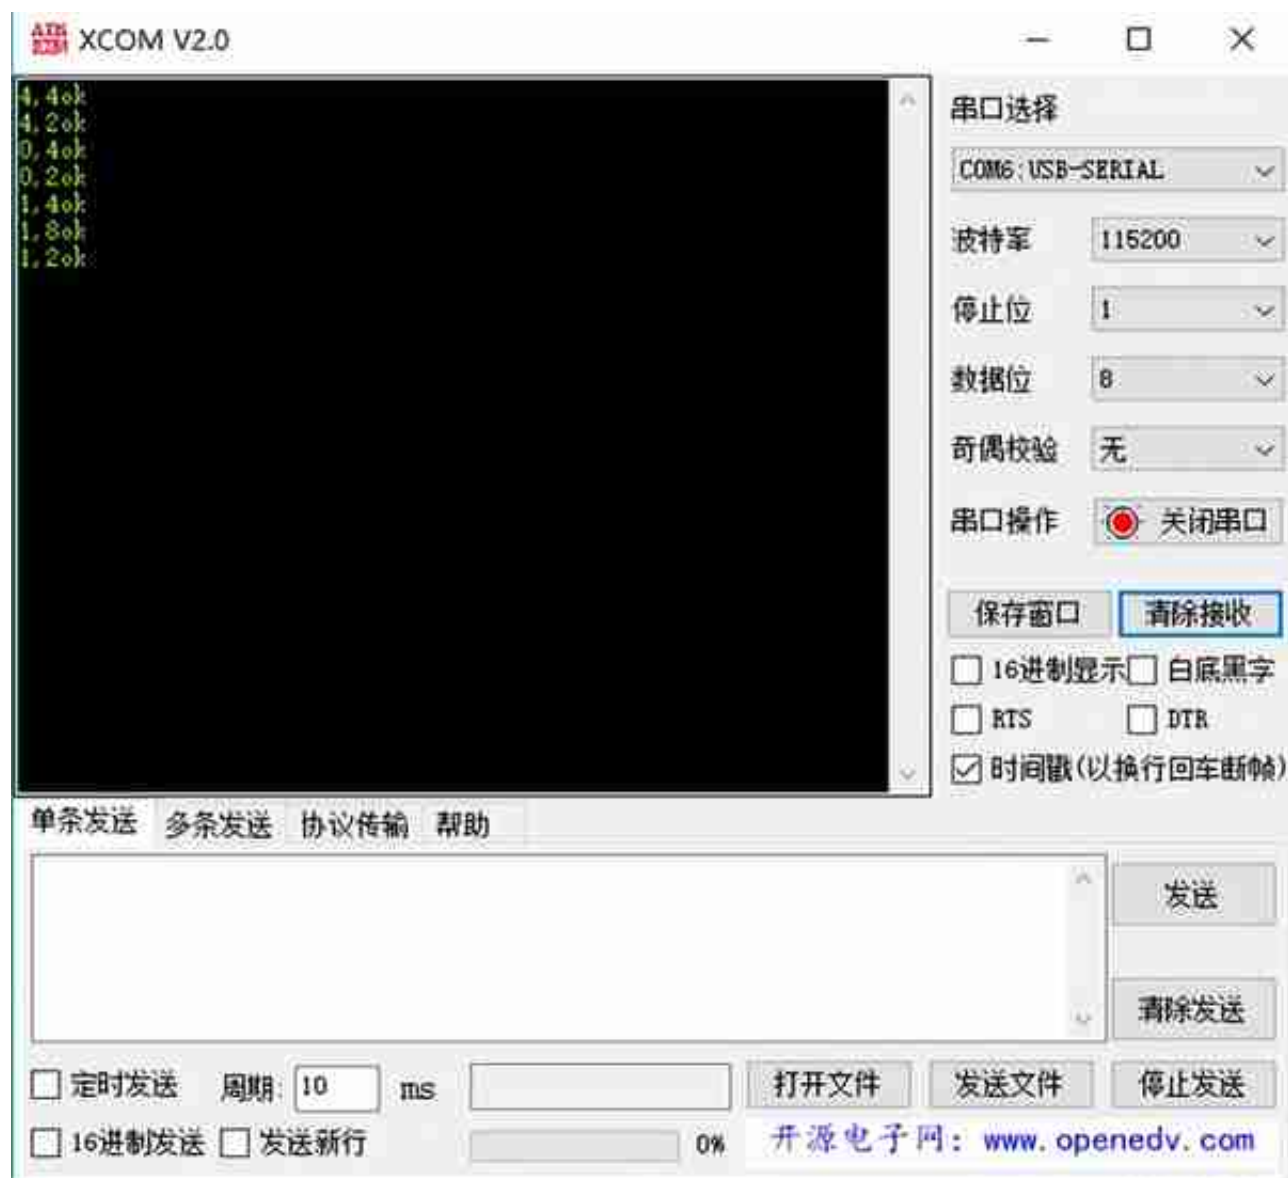 XCOM V2.0
4,4ok
4,2ok
0,4ok
0,2ok
1,4ok
1,8ok
1,2ok
串口选择
COM6:USB-SERIAL
波特率 115200
停止位 1
数据位 8
奇偶校验 无
串口操作 关闭串口
保存窗口 清除接收
16进制显示 白底黑字
RTS DTR
时间戳(以换行回车断帧)
单条发送 多条发送 协议传输 帮助
发送
清除发送
定时发送 周期: 10 ms 打开文件 发送文件 停止发送
16进制发送 发送新行 0% 开源电子网：www.openedv.com